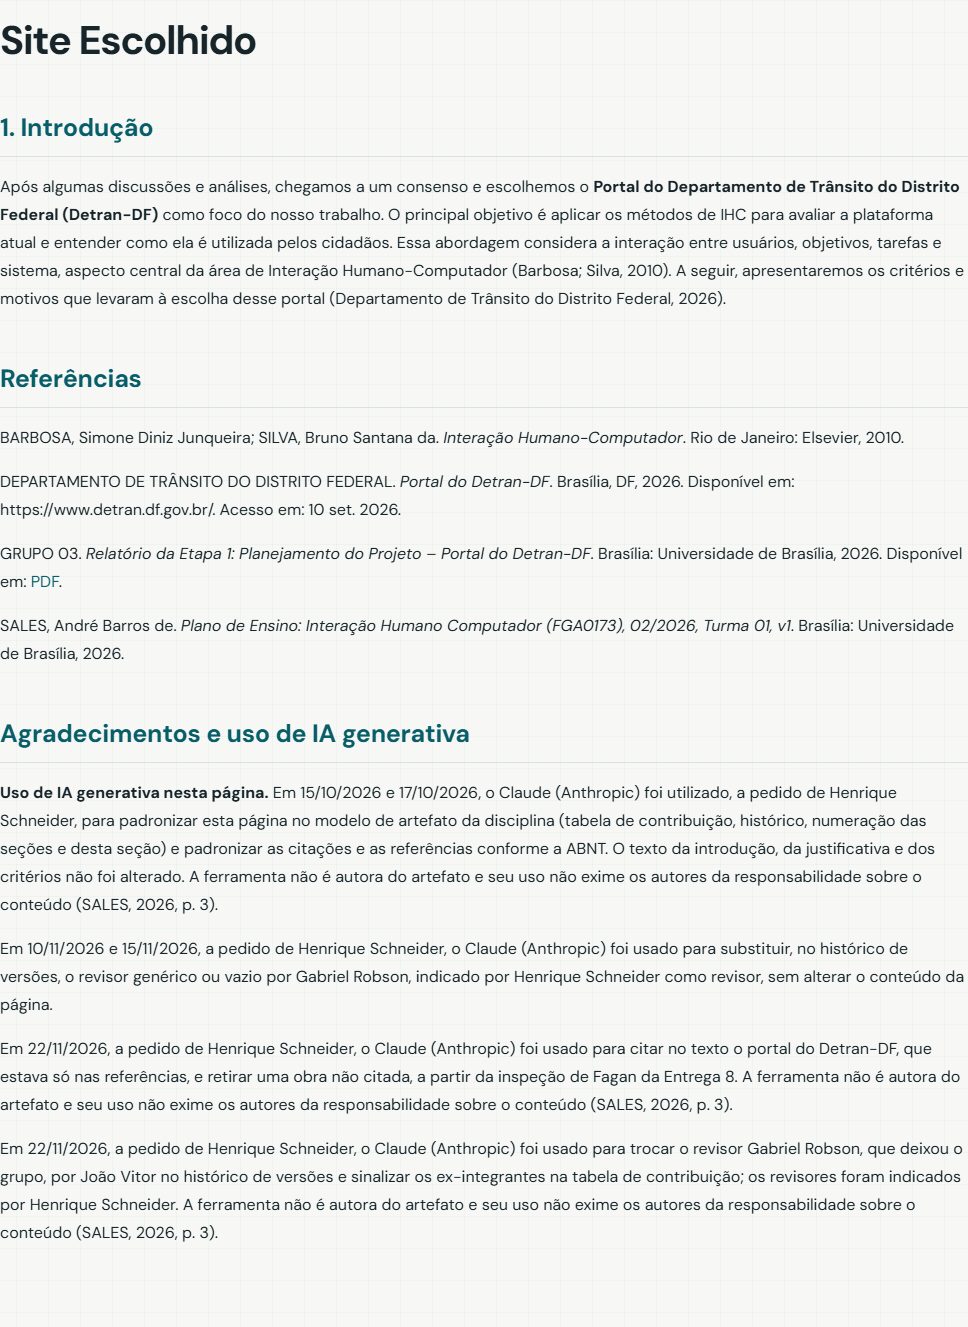 Site Escolhido
1. Introdução
Após algumas discussões e análises, chegamos a um consenso e escolhemos o Portal do Departamento de Trânsito do Distrito
Federal (Detran-DF) como foco do nosso trabalho. O principal objetivo é aplicar os métodos de IHC para avaliar a plataforma
atual e entender como ela é utilizada pelos cidadãos. Essa abordagem considera a interação entre usuários, objetivos, tarefas e
sistema, aspecto central da área de Interação Humano-Computador (Barbosa; Silva, 2010). A seguir, apresentaremos os critérios e
motivos que levaram à escolha desse portal (Departamento de Trânsito do Distrito Federal, 2026).
Referências
BARBOSA, Simone Diniz Junqueira; SILVA, Bruno Santana da. Interação Humano-Computador. Rio de Janeiro: Elsevier, 2010.
DEPARTAMENTO DE TRÂNSITO DO DISTRITO FEDERAL. Portal do Detran-DF. Brasília, DF, 2026. Disponível em:
https://www.detran.df.gov.br/. Acesso em: 10 set. 2026.
GRUPO 03. Relatório da Etapa 1: Planejamento do Projeto – Portal do Detran-DF. Brasília: Universidade de Brasília, 2026. Disponível
em: PDF.
SALES, André Barros de. Plano de Ensino: Interação Humano Computador (FGA0173), 02/2026, Turma 01, v1. Brasília: Universidade
de Brasília, 2026.
Agradecimentos e uso de IA generativa
Uso de IA generativa nesta página. Em 15/10/2026 e 17/10/2026, o Claude (Anthropic) foi utilizado, a pedido de Henrique
Schneider, para padronizar esta página no modelo de artefato da disciplina (tabela de contribuição, histórico, numeração das
seções e desta seção) e padronizar as citações e as referências conforme a ABNT. O texto da introdução, da justificativa e dos
critérios não foi alterado. A ferramenta não é autora do artefato e seu uso não exime os autores da responsabilidade sobre o
conteúdo (SALES, 2026, p. 3).
Em 10/11/2026 e 15/11/2026, a pedido de Henrique Schneider, o Claude (Anthropic) foi usado para substituir, no histórico de
versões, o revisor genérico ou vazio por Gabriel Robson, indicado por Henrique Schneider como revisor, sem alterar o conteúdo da
página.
Em 22/11/2026, a pedido de Henrique Schneider, o Claude (Anthropic) foi usado para citar no texto o portal do Detran-DF, que
estava só nas referências, e retirar uma obra não citada, a partir da inspeção de Fagan da Entrega 8. A ferramenta não é autora do
artefato e seu uso não exime os autores da responsabilidade sobre o conteúdo (SALES, 2026, p. 3).
Em 22/11/2026, a pedido de Henrique Schneider, o Claude (Anthropic) foi usado para trocar o revisor Gabriel Robson, que deixou o
grupo, por João Vitor no histórico de versões e sinalizar os ex-integrantes na tabela de contribuição; os revisores foram indicados
por Henrique Schneider. A ferramenta não é autora do artefato e seu uso não exime os autores da responsabilidade sobre o
conteúdo (SALES, 2026, p. 3).